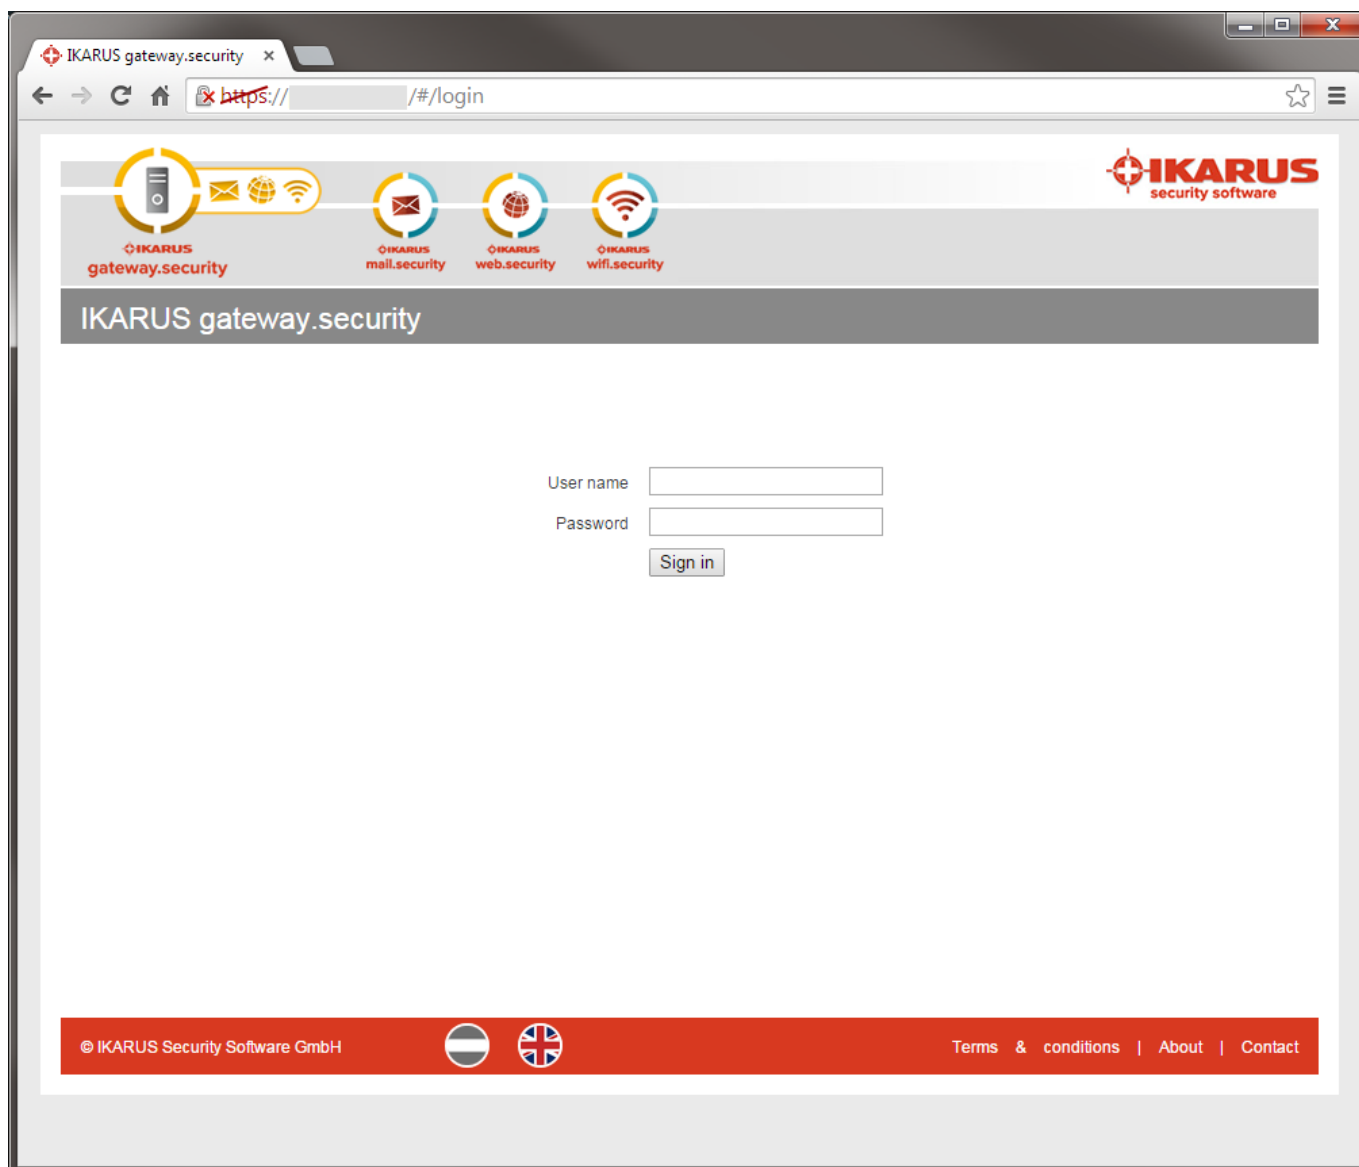 IKARUS gateway.security
https:// /#/login
IKARUS
gateway.security
IKARUS
mail.security
IKARUS
web.security
IKARUS
wifi.security
IKARUS
security software
IKARUS gateway.security
User name
Password
Sign in
© IKARUS Security Software GmbH
Terms & conditions | About | Contact